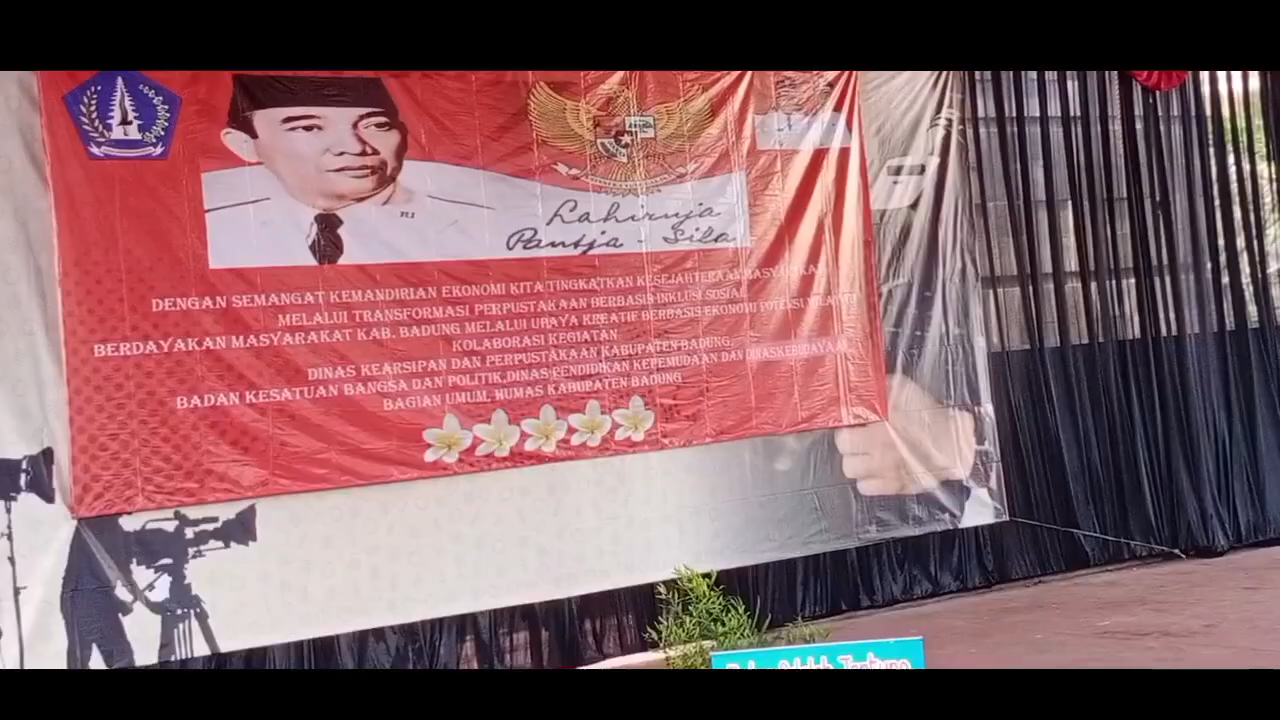 RI
Lahirnja
Pantja - Sila
DENGAN SEMANGAT KEMANDIRIAN EKONOMI KITA TINGKATKAN KESEJAHTERAAN MASYARAKAT
MELALUI TRANSFORMASI PERPUSTAKAAN BERBASIS INKLUSI SOSIAL
BERDAYAKAN MASYARAKAT KAB. BADUNG MELALUI UPAYA KREATIF BERBASIS EKONOMI POTENSI
KOLABORASI KEGIATAN
DINAS KEARSIPAN DAN PERPUSTAKAAN KABUPATEN BADUNG,
BADAN KESATUAN BANGSA DAN POLITIK,DINAS PENDIDIKAN KEPEMUDAAN DAN DINAS KEBUDAYAAN
BAGIAN UMUM, HUMAS KABUPATEN BADUNG